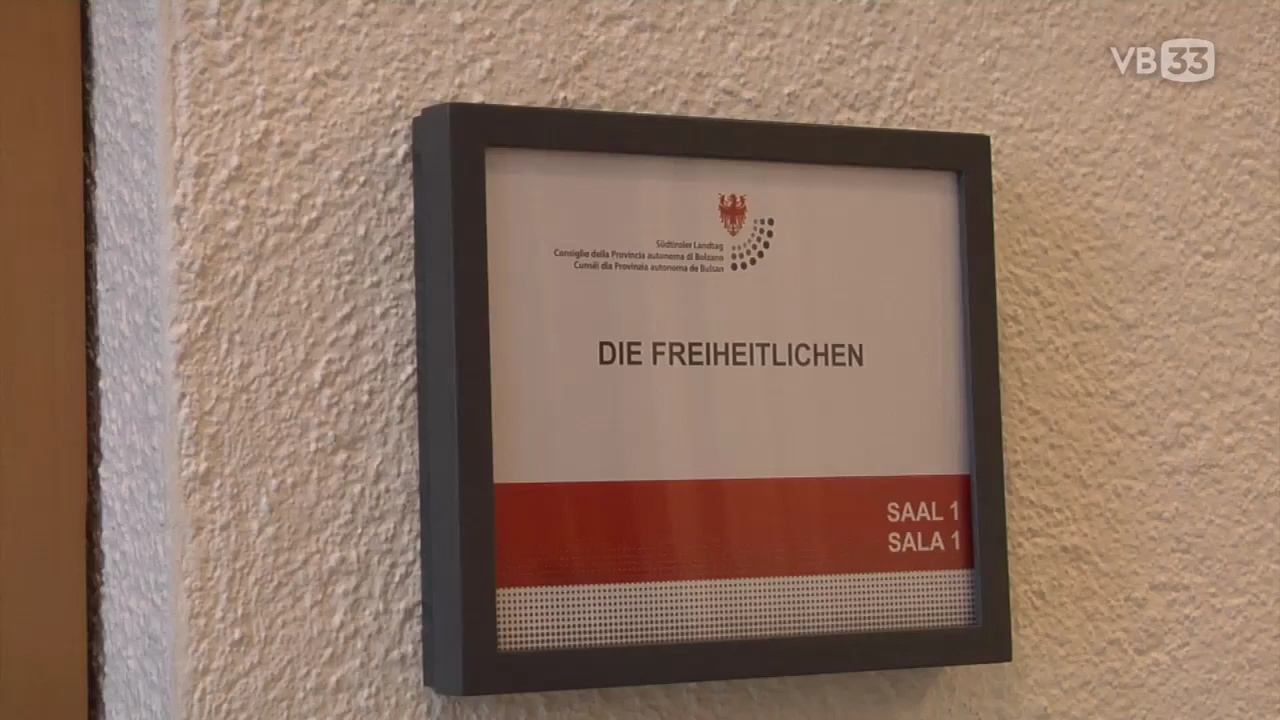 VB33
Südtiroler Landtag
Consiglio della Provincia autonoma di Bolzano
Cunsëi dla Provinzia autonoma de Bulsan
DIE FREIHEITLICHEN
SAAL 1
SALA 1